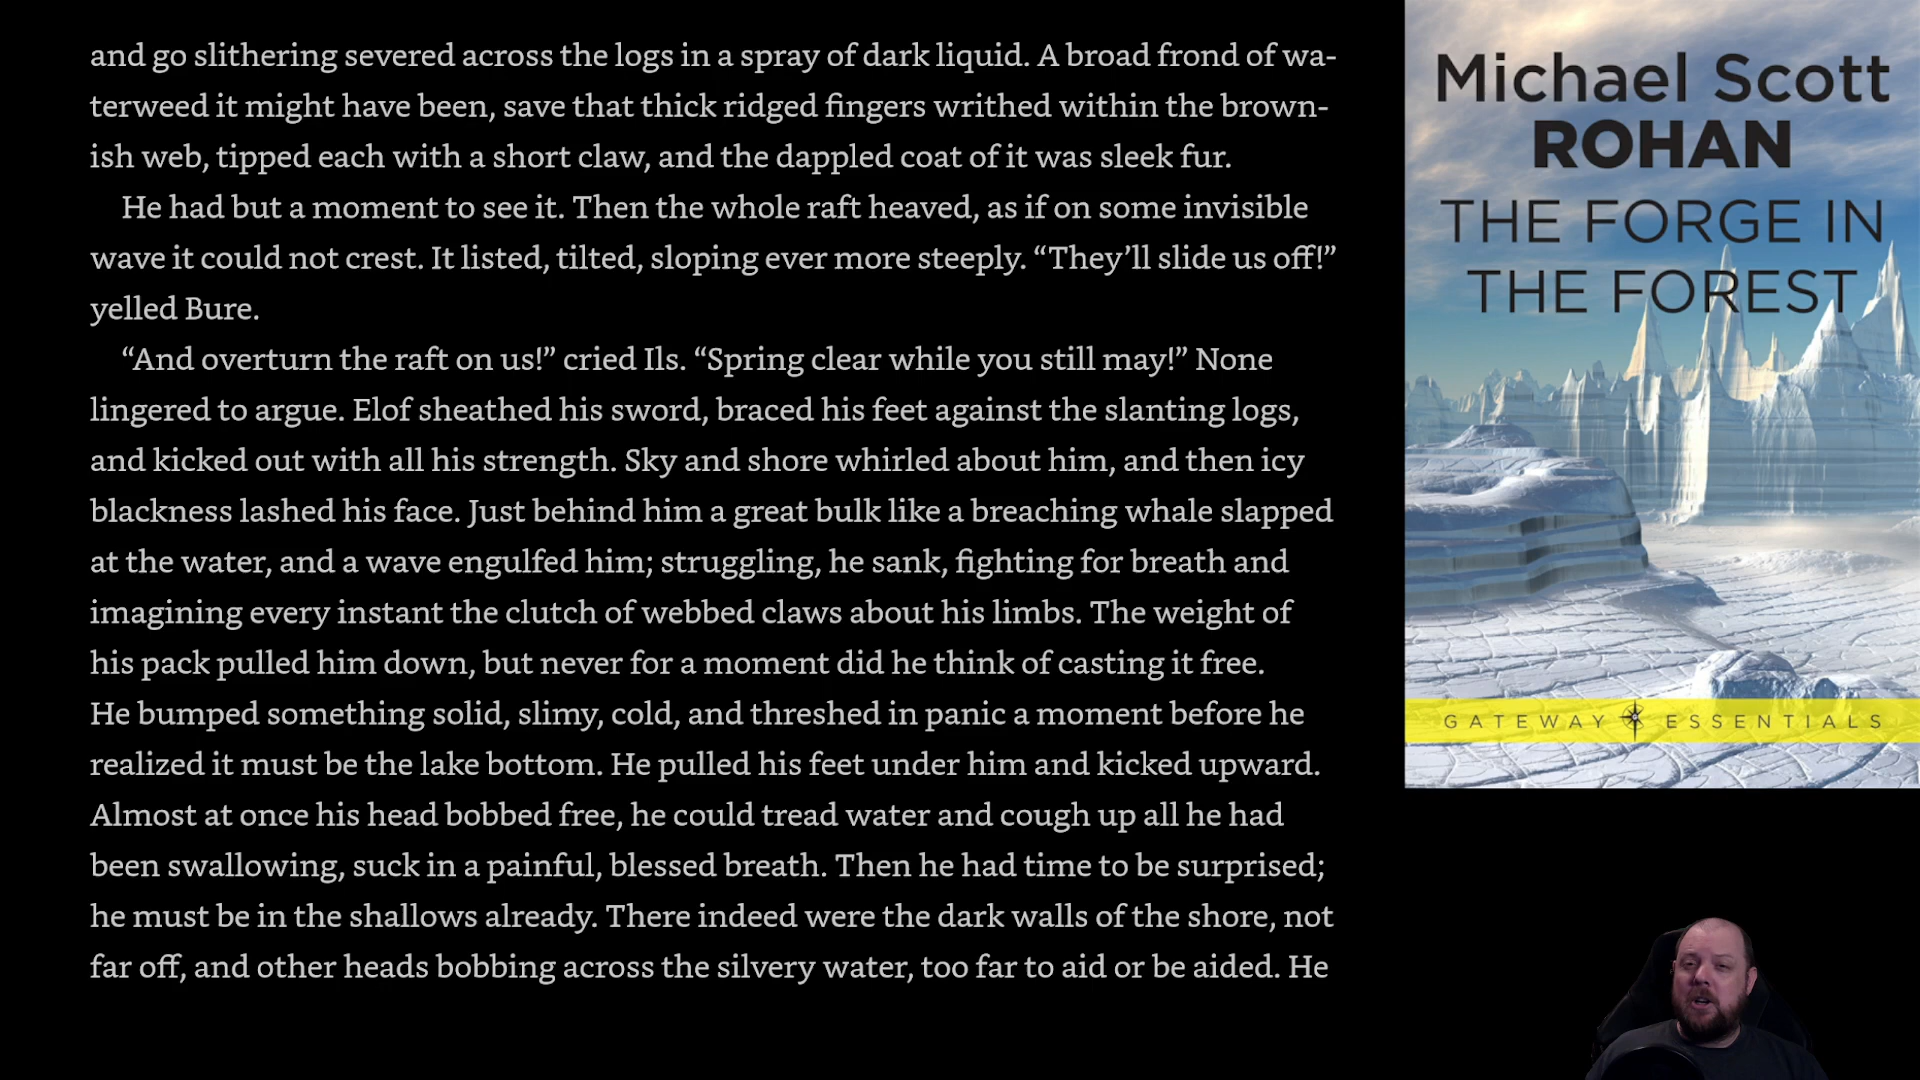 and go slithering severed across the logs in a spray of dark liquid. A broad frond of wa-
terweed it might have been, save that thick ridged fingers writhed within the brown-
ish web, tipped each with a short claw, and the dappled coat of it was sleek fur.
He had but a moment to see it. Then the whole raft heaved, as if on some invisible
wave it could not crest. It listed, tilted, sloping ever more steeply. “They’ll slide us off!”
yelled Bure.
“And overturn the raft on us!” cried Ils. “Spring clear while you still may!” None
lingered to argue. Elof sheathed his sword, braced his feet against the slanting logs,
and kicked out with all his strength. Sky and shore whirled about him, and then icy
blackness lashed his face. Just behind him a great bulk like a breaching whale slapped
at the water, and a wave engulfed him; struggling, he sank, fighting for breath and
imagining every instant the clutch of webbed claws about his limbs. The weight of
his pack pulled him down, but never for a moment did he think of casting it free.
He bumped something solid, slimy, cold, and threshed in panic a moment before he
realized it must be the lake bottom. He pulled his feet under him and kicked upward.
Almost at once his head bobbed free, he could tread water and cough up all he had
been swallowing, suck in a painful, blessed breath. Then he had time to be surprised;
he must be in the shallows already. There indeed were the dark walls of the shore, not
far off, and other heads bobbing across the silvery water, too far to aid or be aided. He
Michael Scott
ROHAN
THE FORGE IN
THE FOREST
GATEWAY ESSENTIALS